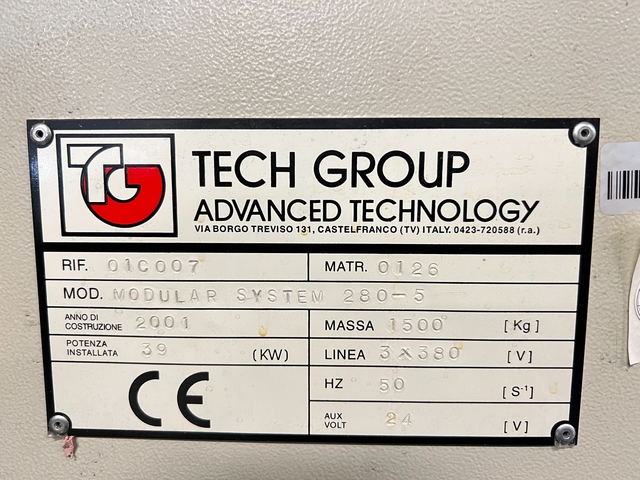 TG
TECH GROUP
ADVANCED TECHNOLOGY
VIA BORGO TREVISO 131, CASTELFRANCO (TV) ITALY. 0423-720588 (r.a.)
RIF. 01C007 MATR. 0126
MOD. MODULAR SYSTEM 280-5
ANNO DI COSTRUZIONE 2001 MASSA 1500 [Kg]
POTENZA INSTALLATA 39 (KW) LINEA 3x380 [V]
CE HZ 50 [S-1]
AUX VOLT 24 [V]